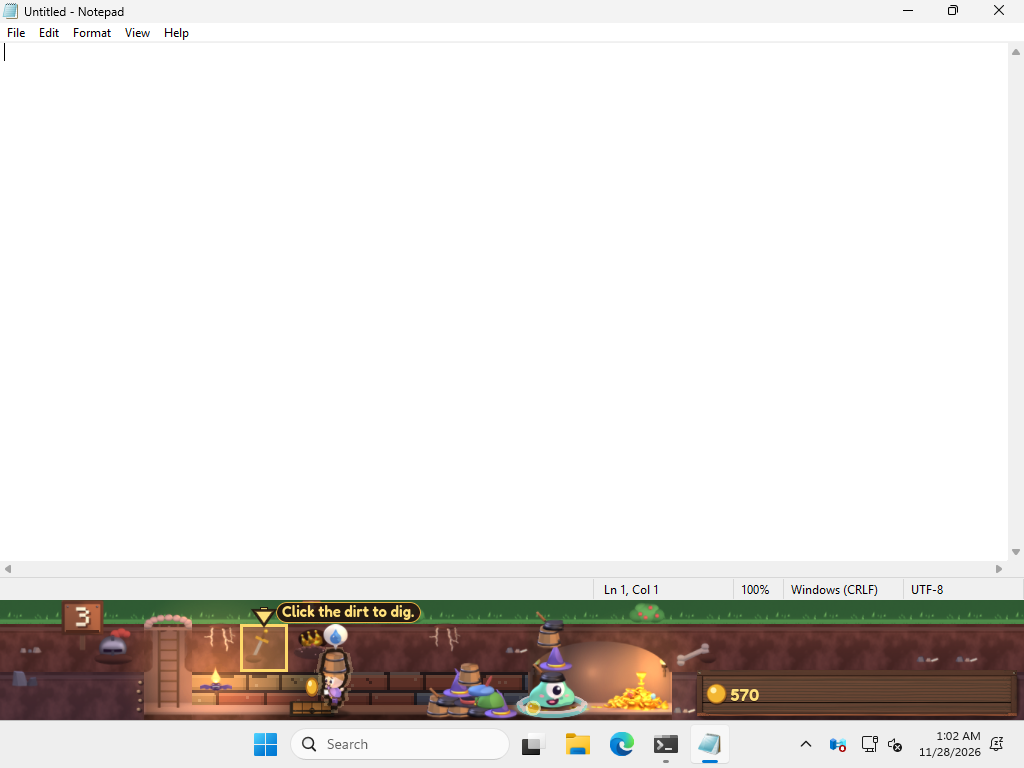 Untitled - Notepad
File Edit Format View Help
Ln 1, Col 1 100% Windows (CRLF) UTF-8
3
Click the dirt to dig.
570
Search
1:02 AM
11/28/2026